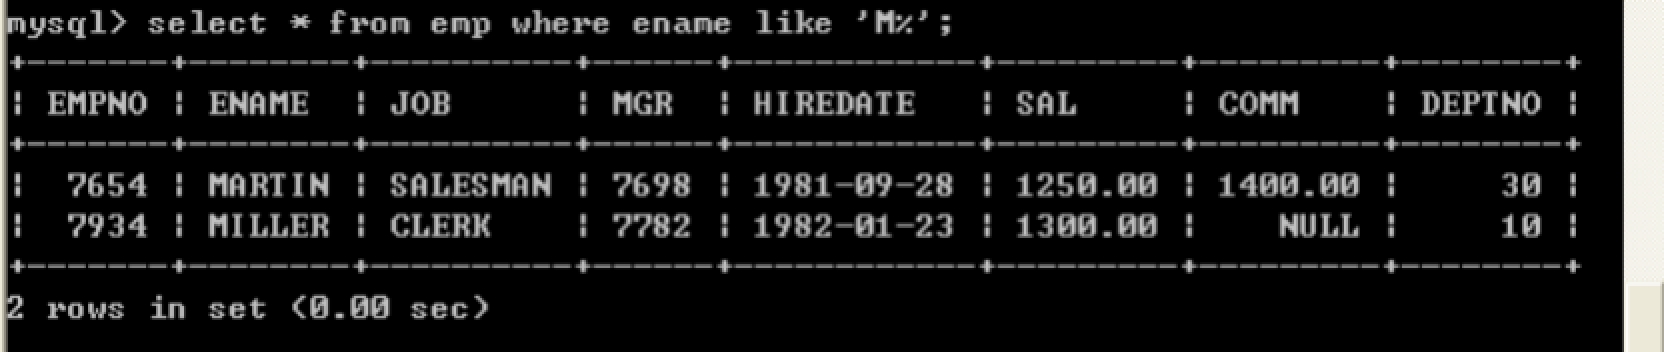 mysql> select * from emp where ename like 'M%';
+-------+--------+----------+------+------------+---------+---------+--------+
| EMPNO | ENAME  | JOB      | MGR  | HIREDATE   | SAL     | COMM    | DEPTNO |
+-------+--------+----------+------+------------+---------+---------+--------+
|  7654 | MARTIN | SALESMAN | 7698 | 1981-09-28 | 1250.00 | 1400.00 |     30 |
|  7934 | MILLER | CLERK    | 7782 | 1982-01-23 | 1300.00 |    NULL |     10 |
+-------+--------+----------+------+------------+---------+---------+--------+
2 rows in set (0.00 sec)